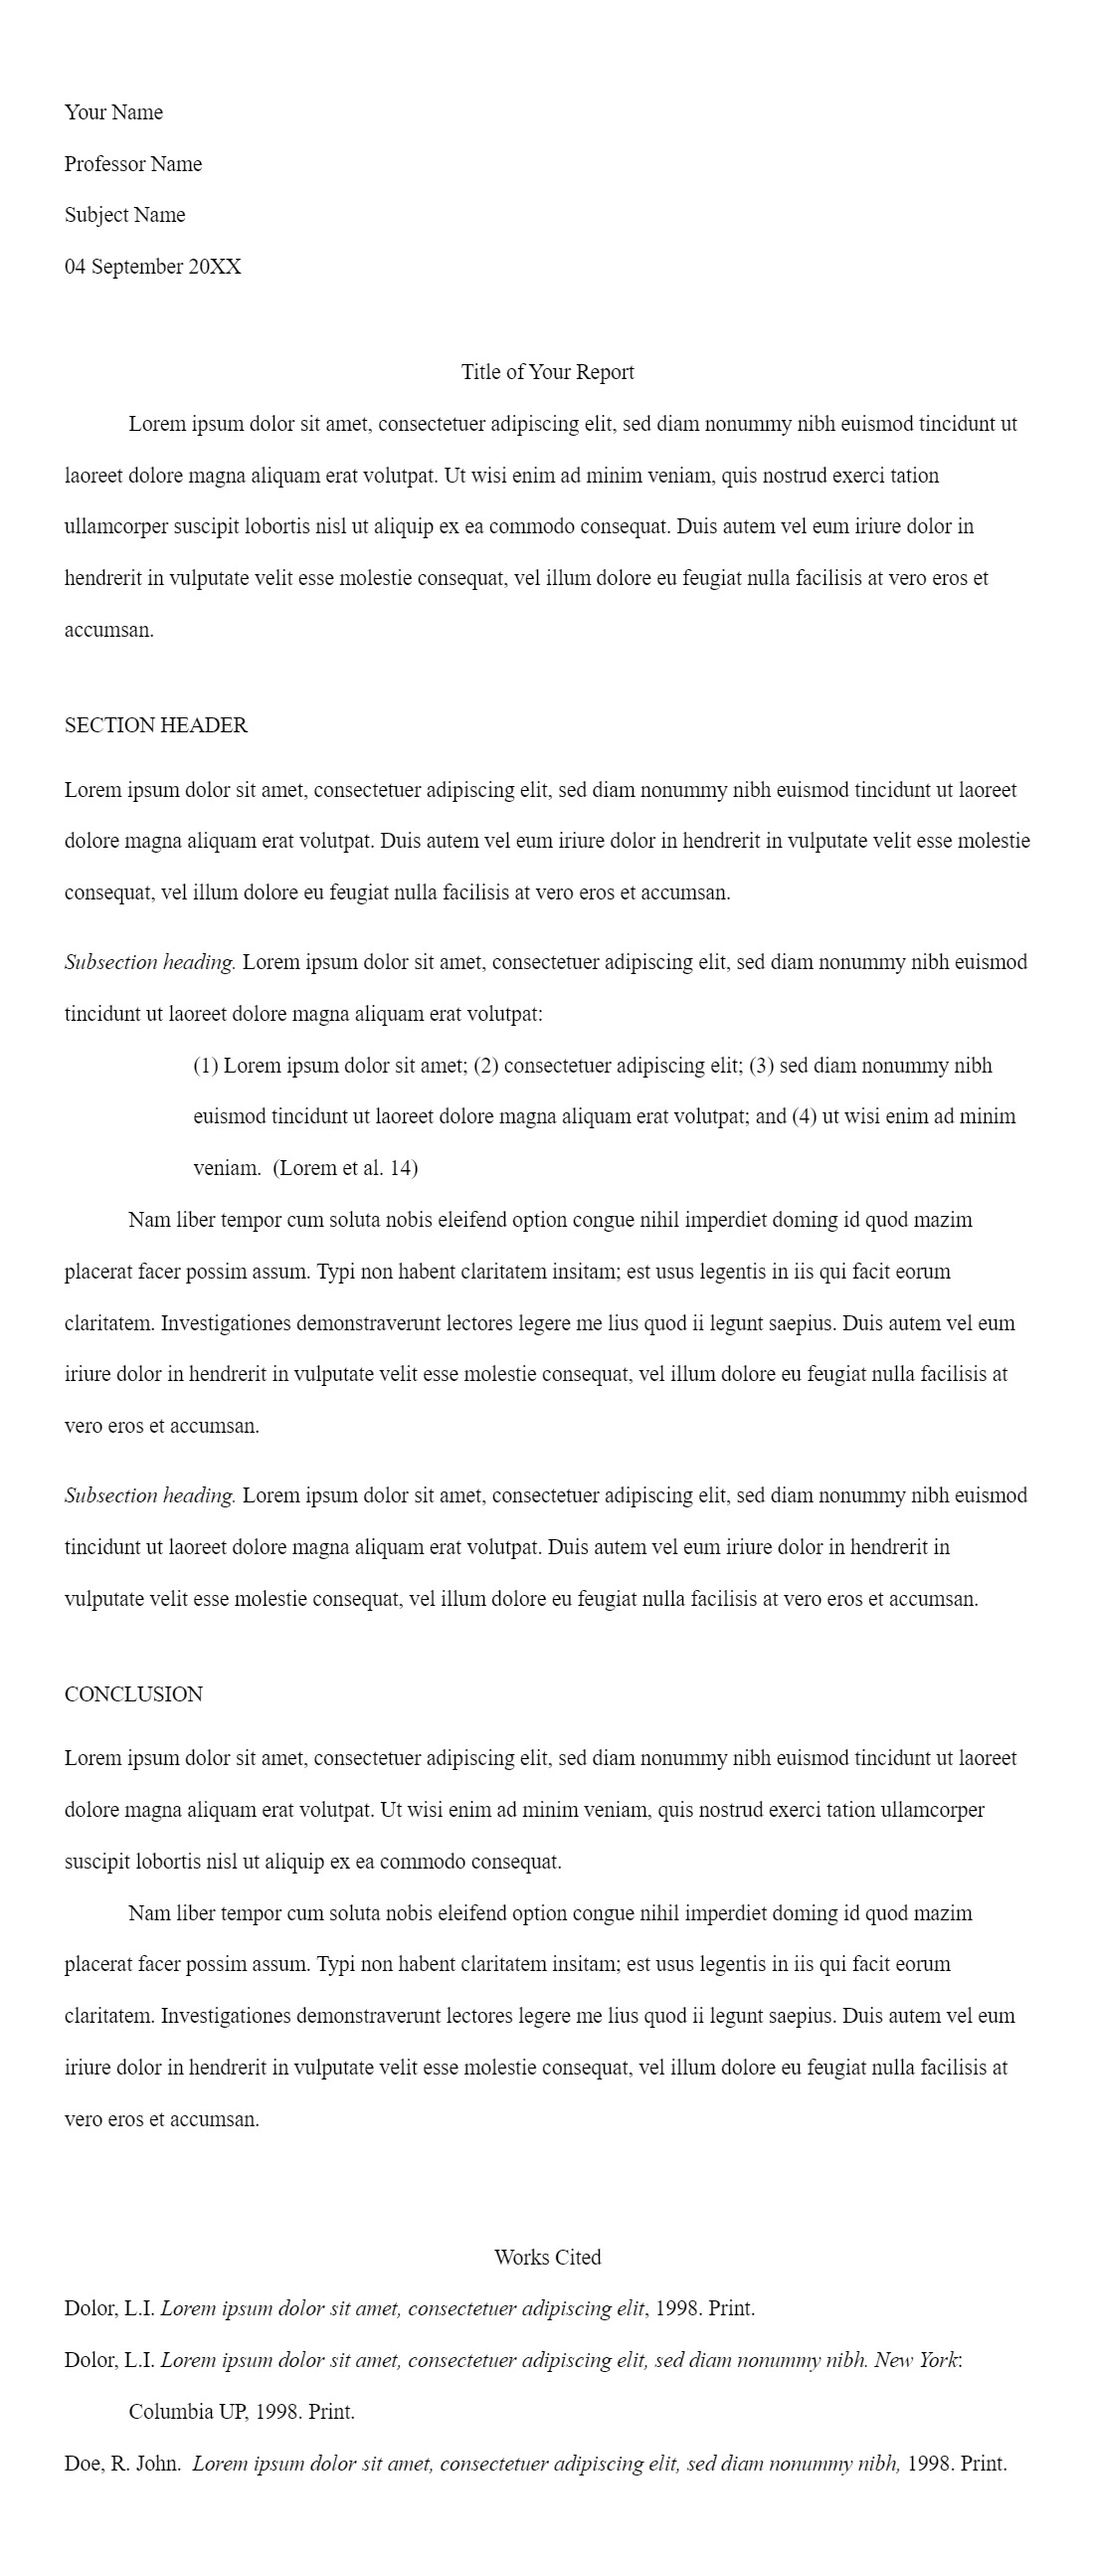 Your Name
Professor Name
Subject Name
04 September 20XX
Title of Your Report
Lorem ipsum dolor sit amet, consectetuer adipiscing elit, sed diam nonummy nibh euismod tincidunt ut
laoreet dolore magna aliquam erat volutpat. Ut wisi enim ad minim veniam, quis nostrud exerci tation
ullamcorper suscipit lobortis nisl ut aliquip ex ea commodo consequat. Duis autem vel eum iriure dolor in
hendrerit in vulputate velit esse molestie consequat, vel illum dolore eu feugiat nulla facilisis at vero eros et
accumsan.
SECTION HEADER
Lorem ipsum dolor sit amet, consectetuer adipiscing elit, sed diam nonummy nibh euismod tincidunt ut laoreet
dolore magna aliquam erat volutpat. Duis autem vel eum iriure dolor in hendrerit in vulputate velit esse molestie
consequat, vel illum dolore eu feugiat nulla facilisis at vero eros et accumsan.
Subsection heading. Lorem ipsum dolor sit amet, consectetuer adipiscing elit, sed diam nonummy nibh euismod
tincidunt ut laoreet dolore magna aliquam erat volutpat:
(1) Lorem ipsum dolor sit amet; (2) consectetuer adipiscing elit; (3) sed diam nonummy nibh
euismod tincidunt ut laoreet dolore magna aliquam erat volutpat; and (4) ut wisi enim ad minim
veniam.  (Lorem et al. 14)
Nam liber tempor cum soluta nobis eleifend option congue nihil imperdiet doming id quod mazim
placerat facer possim assum. Typi non habent claritatem insitam; est usus legentis in iis qui facit eorum
claritatem. Investigationes demonstraverunt lectores legere me lius quod ii legunt saepius. Duis autem vel eum
iriure dolor in hendrerit in vulputate velit esse molestie consequat, vel illum dolore eu feugiat nulla facilisis at
vero eros et accumsan.
Subsection heading. Lorem ipsum dolor sit amet, consectetuer adipiscing elit, sed diam nonummy nibh euismod
tincidunt ut laoreet dolore magna aliquam erat volutpat. Duis autem vel eum iriure dolor in hendrerit in
vulputate velit esse molestie consequat, vel illum dolore eu feugiat nulla facilisis at vero eros et accumsan.
CONCLUSION
Lorem ipsum dolor sit amet, consectetuer adipiscing elit, sed diam nonummy nibh euismod tincidunt ut laoreet
dolore magna aliquam erat volutpat. Ut wisi enim ad minim veniam, quis nostrud exerci tation ullamcorper
suscipit lobortis nisl ut aliquip ex ea commodo consequat.
Nam liber tempor cum soluta nobis eleifend option congue nihil imperdiet doming id quod mazim
placerat facer possim assum. Typi non habent claritatem insitam; est usus legentis in iis qui facit eorum
claritatem. Investigationes demonstraverunt lectores legere me lius quod ii legunt saepius. Duis autem vel eum
iriure dolor in hendrerit in vulputate velit esse molestie consequat, vel illum dolore eu feugiat nulla facilisis at
vero eros et accumsan.
Works Cited
Dolor, L.I. Lorem ipsum dolor sit amet, consectetuer adipiscing elit, 1998. Print.
Dolor, L.I. Lorem ipsum dolor sit amet, consectetuer adipiscing elit, sed diam nonummy nibh. New York:
Columbia UP, 1998. Print.
Doe, R. John.  Lorem ipsum dolor sit amet, consectetuer adipiscing elit, sed diam nonummy nibh, 1998. Print.